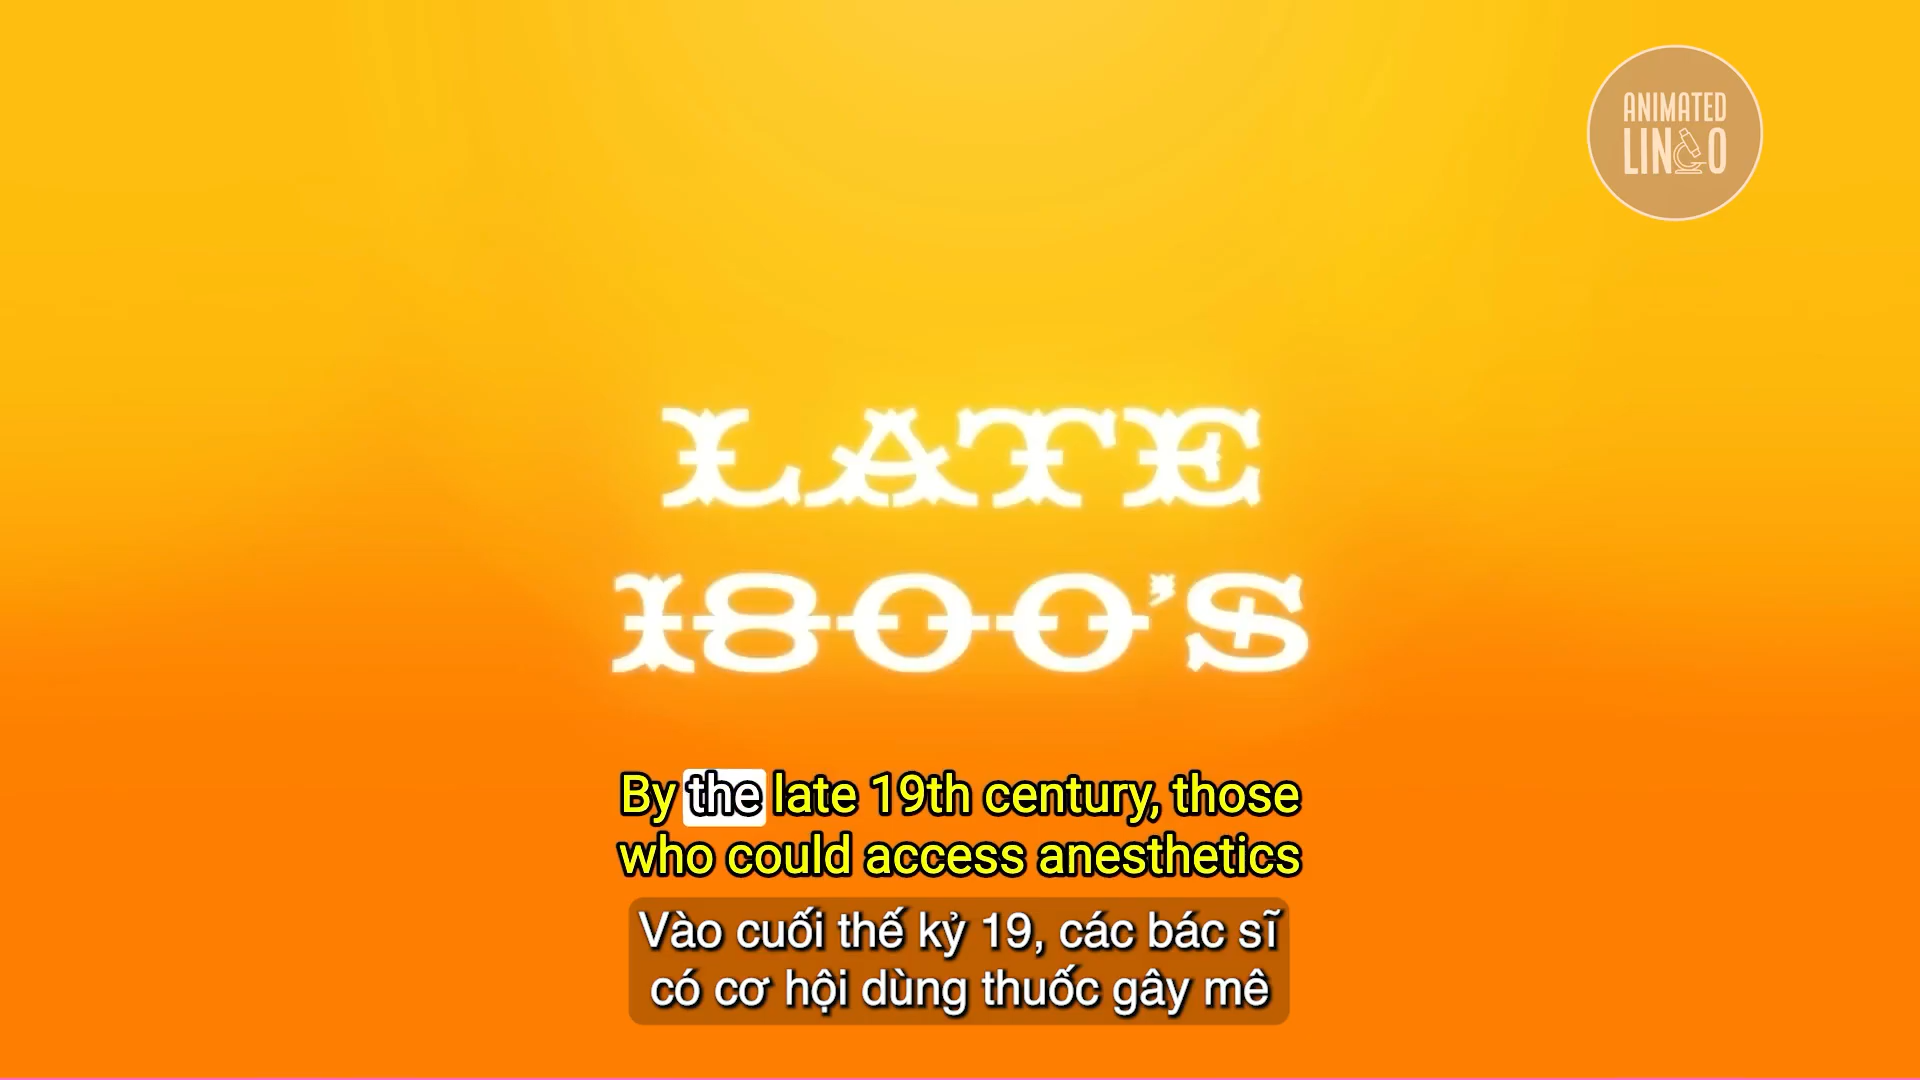 ANIMATED
LINGO
LATE
1800'S
By the late 19th century, those
who could access anesthetics
Vào cuối thế kỷ 19, các bác sĩ
có cơ hội dùng thuốc gây mê